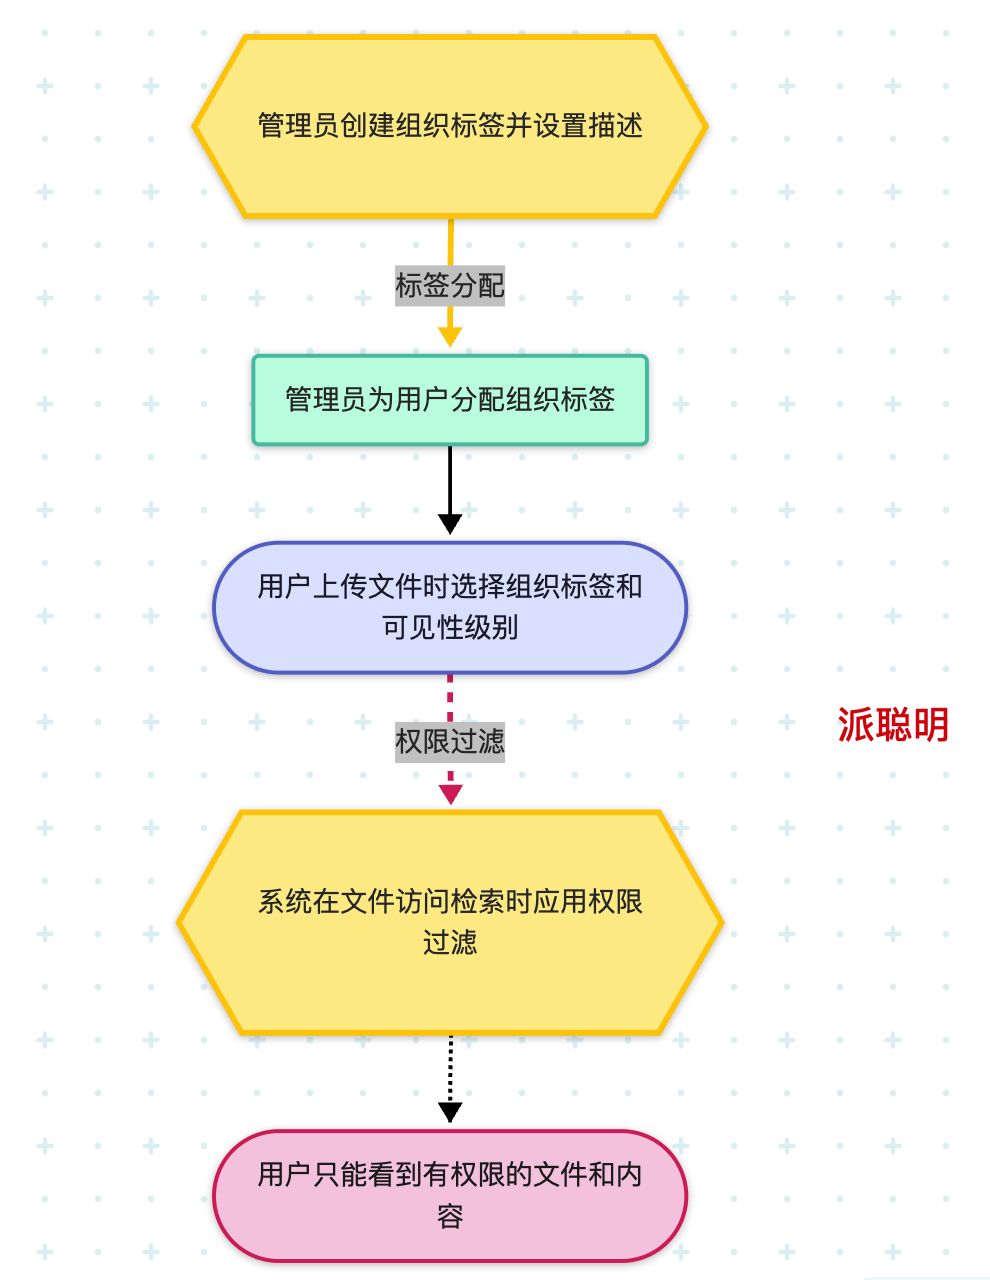 管理员创建组织标签并设置描述
标签分配
管理员为用户分配组织标签
用户上传文件时选择组织标签和
可见性级别
权限过滤
派聪明
系统在文件访问检索时应用权限
过滤
用户只能看到有权限的文件和内
容